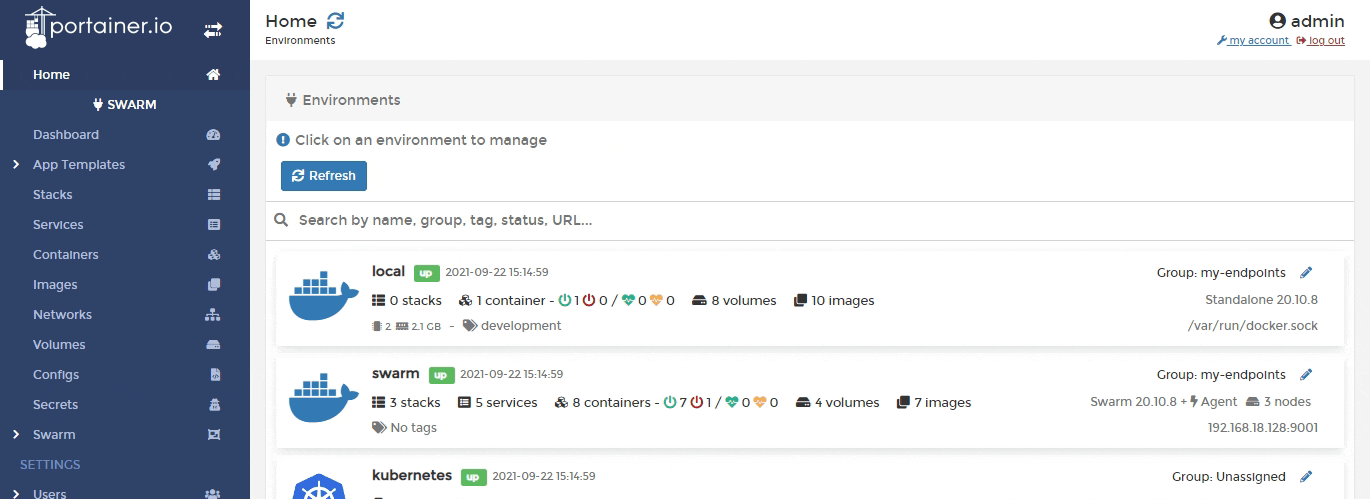 portainer.io
Home
SWARM
Dashboard
App Templates
Stacks
Services
Containers
Images
Networks
Volumes
Configs
Secrets
Swarm
SETTINGS
Users
Home
Environments
admin
my account log out
Environments
Click on an environment to manage
Refresh
Search by name, group, tag, status, URL...
local up 2021-09-22 15:14:59 Group: my-endpoints
0 stacks 1 container - 1 0 / 0 0 8 volumes 10 images Standalone 20.10.8
2 2.1 GB - development /var/run/docker.sock
swarm up 2021-09-22 15:14:59 Group: my-endpoints
3 stacks 5 services 8 containers - 7 1 / 0 0 4 volumes 7 images Swarm 20.10.8 + Agent 3 nodes
No tags 192.168.18.128:9001
kubernetes up 2021-09-22 15:14:59 Group: Unassigned